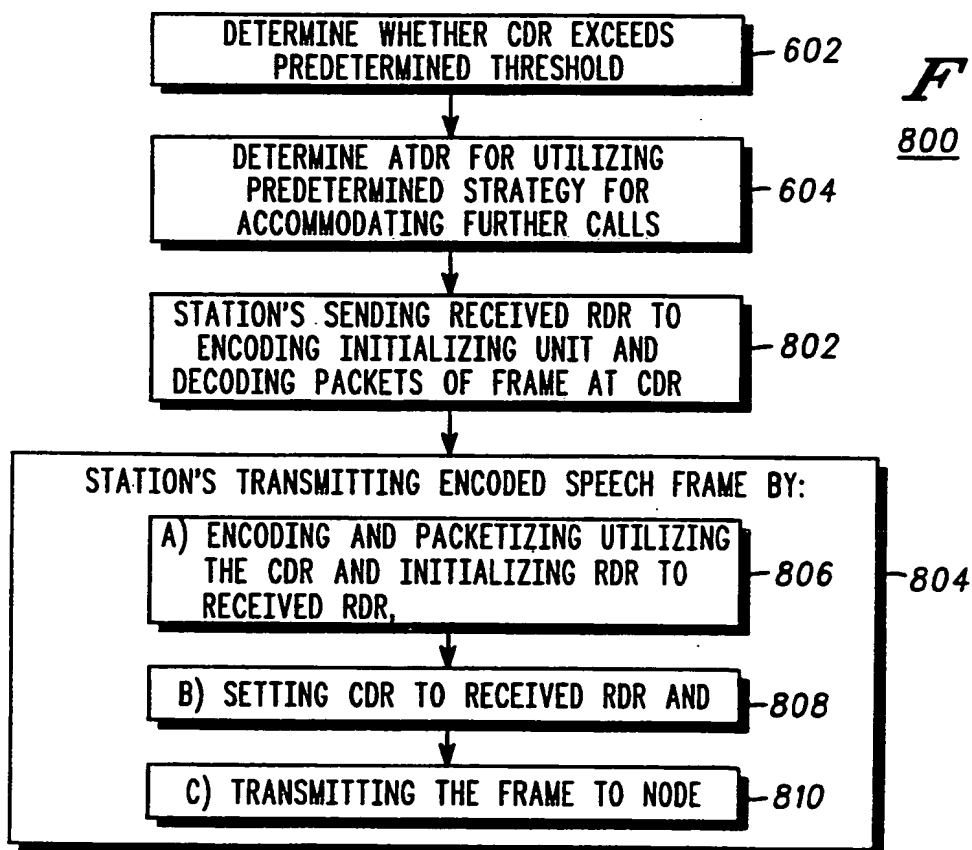 DETERMINE WHETHER CDR EXCEEDS
PREDETERMINED THRESHOLD
602
F
800
DETERMINE ATDR FOR UTILIZING
PREDETERMINED STRATEGY FOR
ACCOMMODATING FURTHER CALLS
604
STATION'S SENDING RECEIVED RDR TO
ENCODING INITIALIZING UNIT AND
DECODING PACKETS OF FRAME AT CDR
802
STATION'S TRANSMITTING ENCODED SPEECH FRAME BY:
A) ENCODING AND PACKETIZING UTILIZING
THE CDR AND INITIALIZING RDR TO
RECEIVED RDR,
806
804
B) SETTING CDR TO RECEIVED RDR AND
808
C) TRANSMITTING THE FRAME TO NODE
810